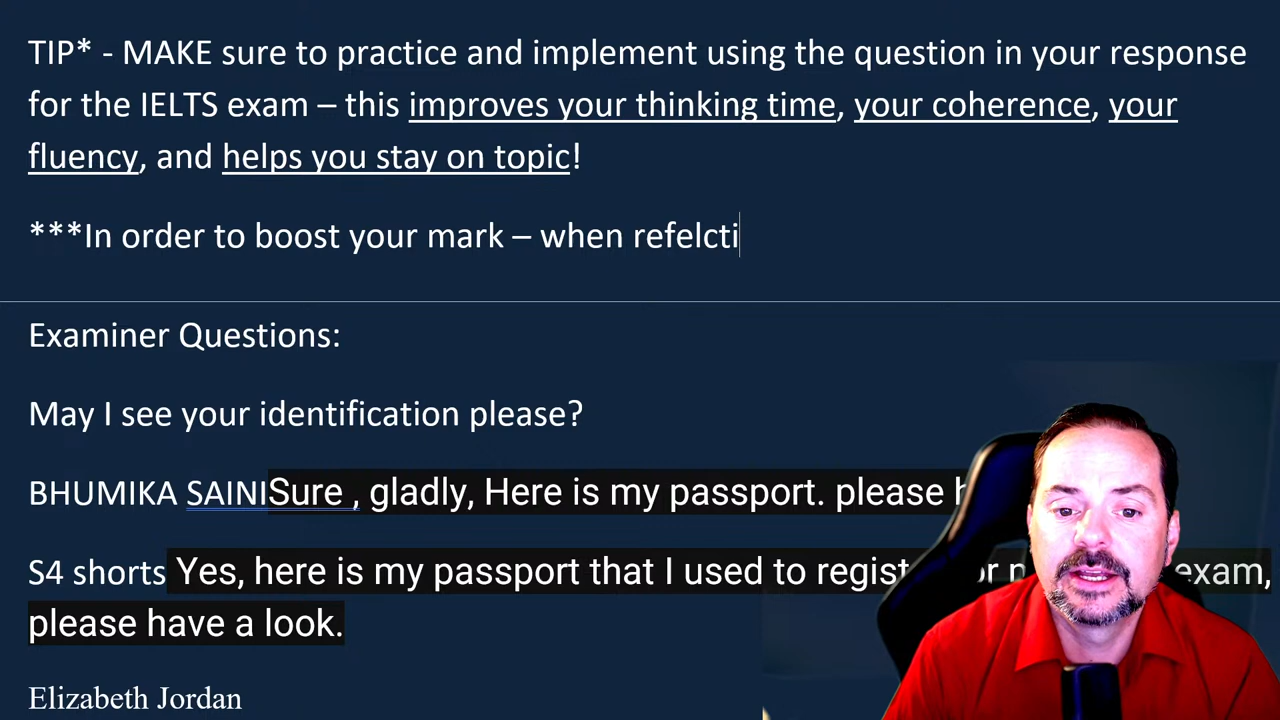 TIP* - MAKE sure to practice and implement using the question in your response
for the IELTS exam – this improves your thinking time, your coherence, your
fluency, and helps you stay on topic!
***In order to boost your mark – when refelcti
Examiner Questions:
May I see your identification please?
BHUMIKA SAINISure , gladly, Here is my passport. please
S4 shorts Yes, here is my passport that I used to exam,
please have a look.
Elizabeth Jordan